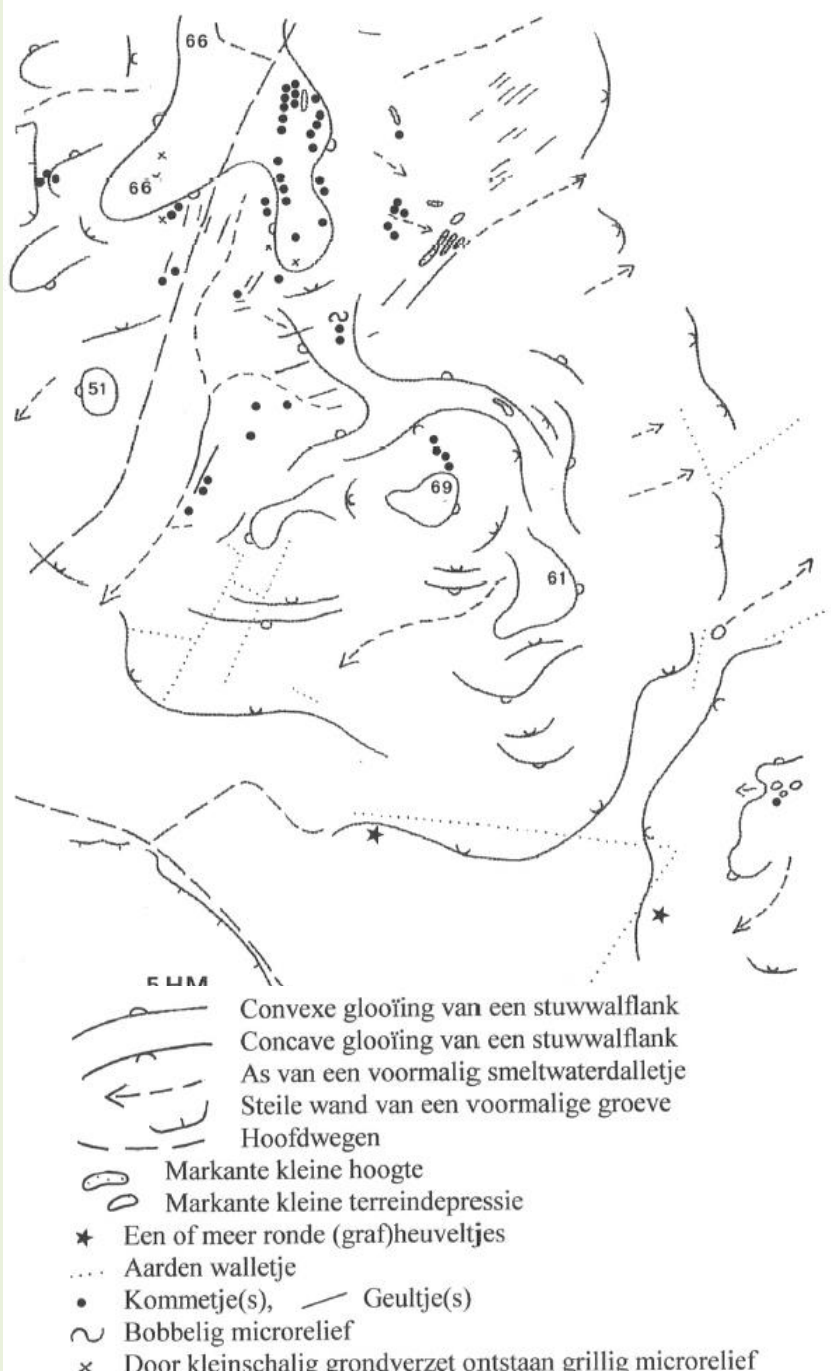 66
66
51
69
61
5 HM
Convexe glooïing van een stuwwalflank
Concave glooïing van een stuwwalflank
As van een voormalig smeltwaterdalletje
Steile wand van een voormalige groeve
Hoofdwegen
Markante kleine hoogte
Markante kleine terreindepressie
Een of meer ronde (graf)heuveltjes
Aarden walletje
Kommetje(s), Geultje(s)
Bobbelig microrelief
Door kleinschalig grondverzet ontstaan grillig microrelief